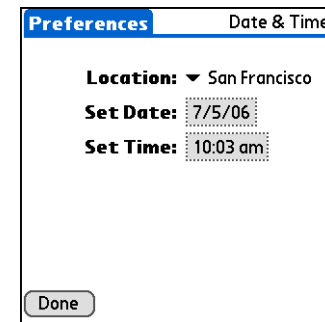 Preferences Date & Time
Location: San Francisco
Set Date: 7/5/06
Set Time: 10:03 am
Done